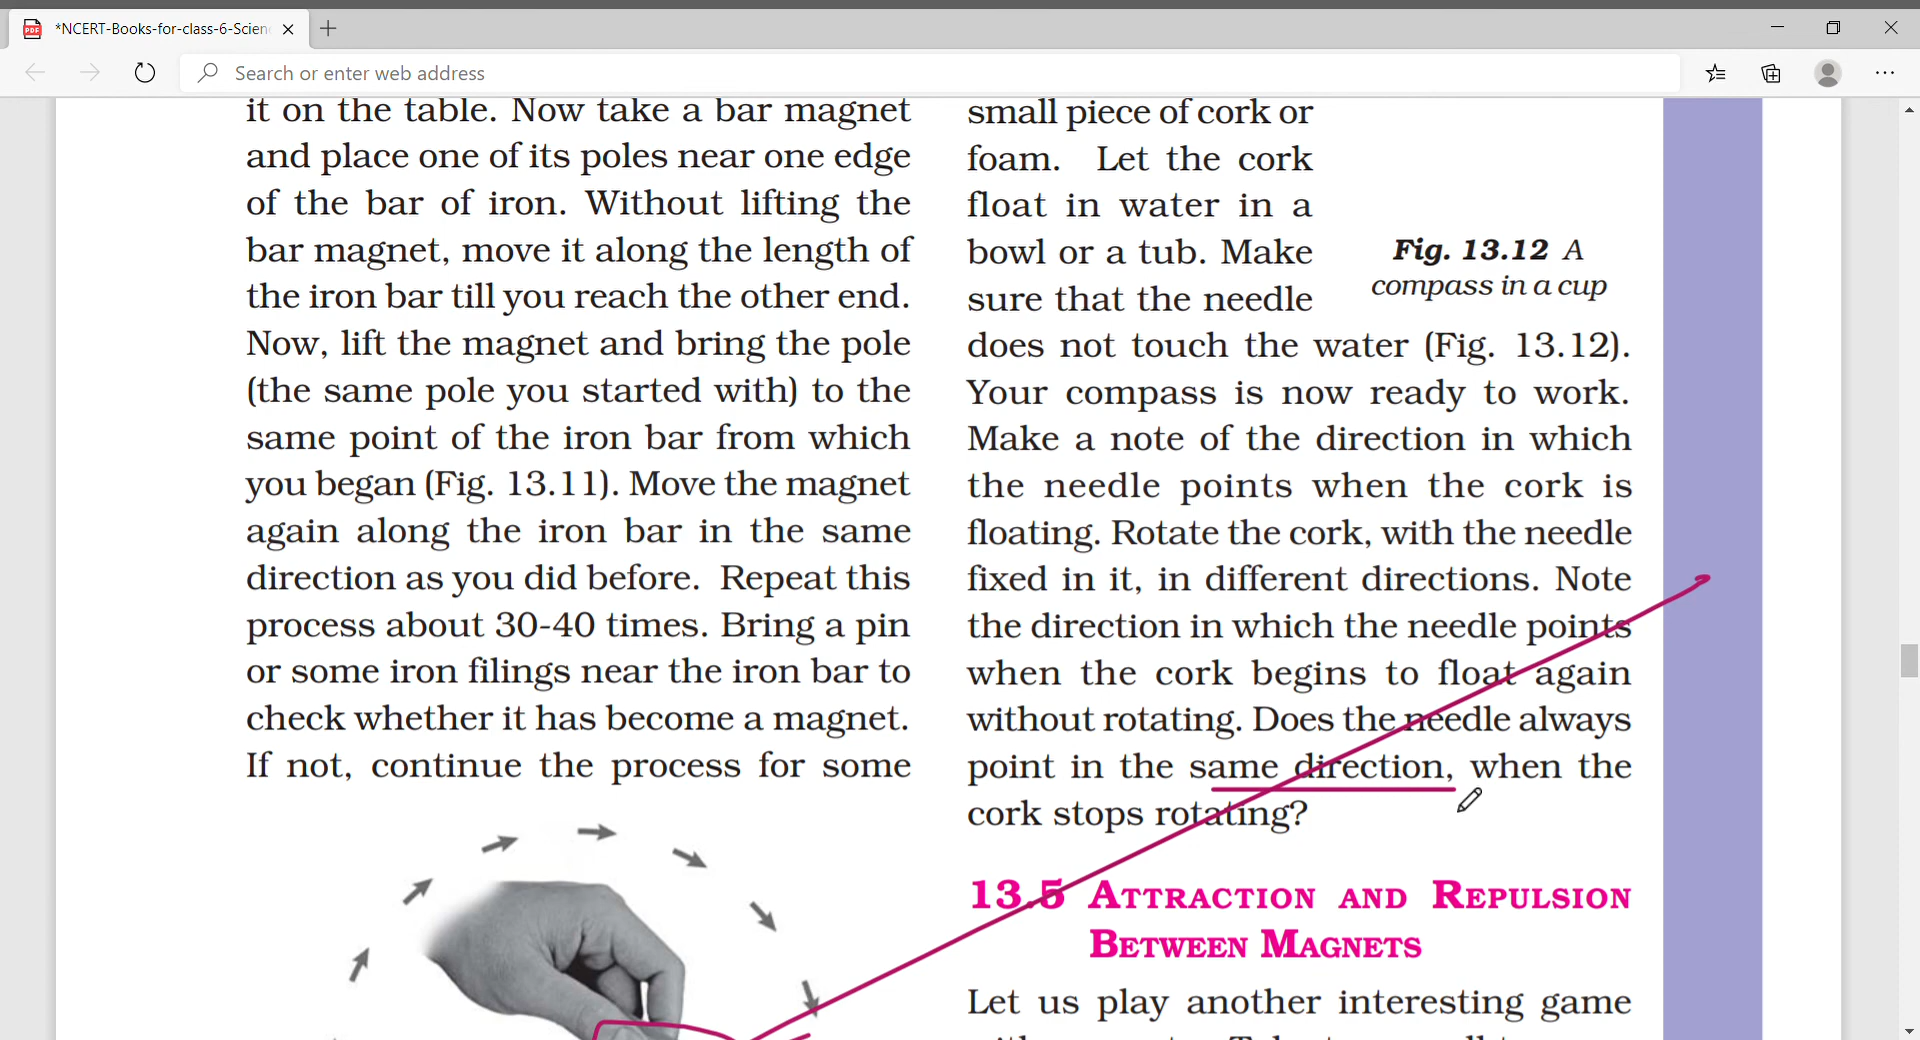 *NCERT-Books-for-class-6-Scien
Search or enter web address
it on the table. Now take a bar magnet
and place one of its poles near one edge
of the bar of iron. Without lifting the
bar magnet, move it along the length of
the iron bar till you reach the other end.
Now, lift the magnet and bring the pole
(the same pole you started with) to the
same point of the iron bar from which
you began (Fig. 13.11). Move the magnet
again along the iron bar in the same
direction as you did before. Repeat this
process about 30-40 times. Bring a pin
or some iron filings near the iron bar to
check whether it has become a magnet.
If not, continue the process for some
small piece of cork or
foam. Let the cork
float in water in a
bowl or a tub. Make
sure that the needle
Fig. 13.12 A
compass in a cup
does not touch the water (Fig. 13.12).
Your compass is now ready to work.
Make a note of the direction in which
the needle points when the cork is
floating. Rotate the cork, with the needle
fixed in it, in different directions. Note
the direction in which the needle points
when the cork begins to float again
without rotating. Does the needle always
point in the same direction, when the
cork stops rotating?
13.5 ATTRACTION AND REPULSION
BETWEEN MAGNETS
Let us play another interesting game